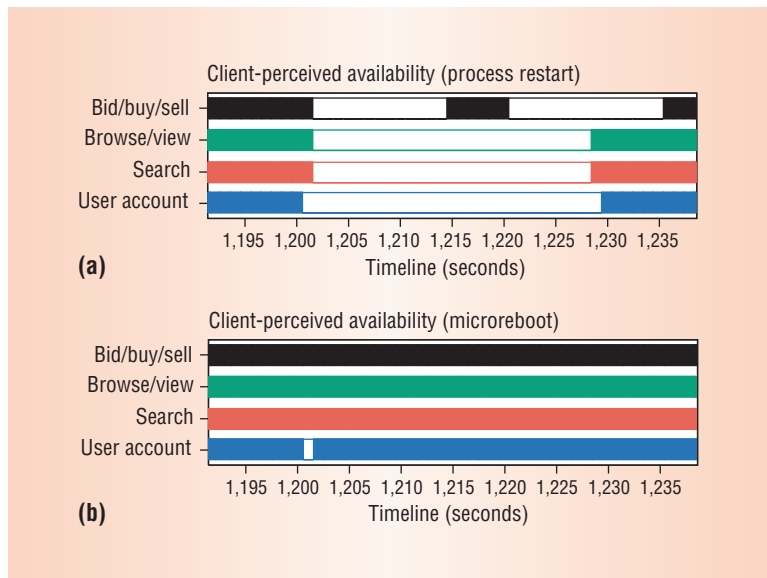 Client-perceived availability (process restart)
Bid/buy/sell
Browse/view
Search
User account
1,195 1,200 1,205 1,210 1,215 1,220 1,225 1,230 1,235
(a)
Timeline (seconds)
Client-perceived availability (microreboot)
Bid/buy/sell
Browse/view
Search
User account
1,195 1,200 1,205 1,210 1,215 1,220 1,225 1,230 1,235
(b)
Timeline (seconds)